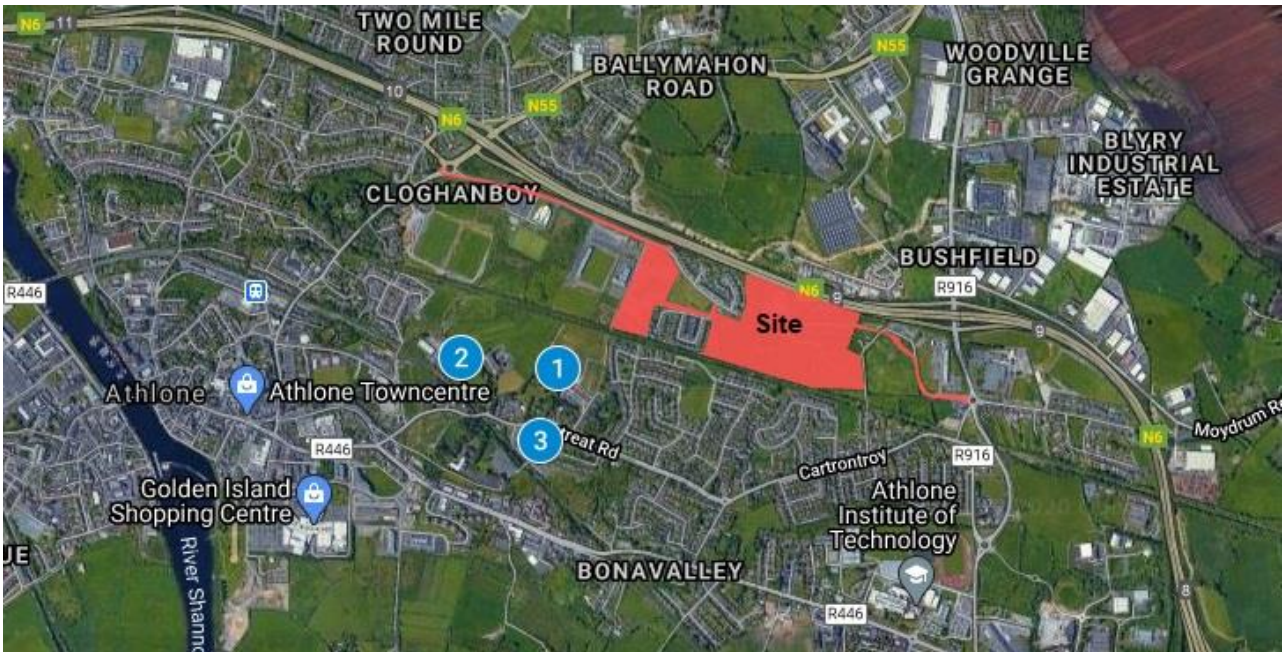 N6
11
TWO MILE
ROUND
N55
WOODVILLE
GRANGE
BALLYMAHON
ROAD
10
N6
N55
BLYRY
INDUSTRIAL
ESTATE
CLOGHANBOY
BUSHFIELD
R446
N6
9
R916
Site
9
2
1
Athlone
Athlone Towncentre
3
treat Rd
R446
N6
Moydrum R
Cartrontroy
R916
Golden Island
Shopping Centre
Athlone
Institute of
Technology
UE
River Shann
BONAVALLEY
8
R446